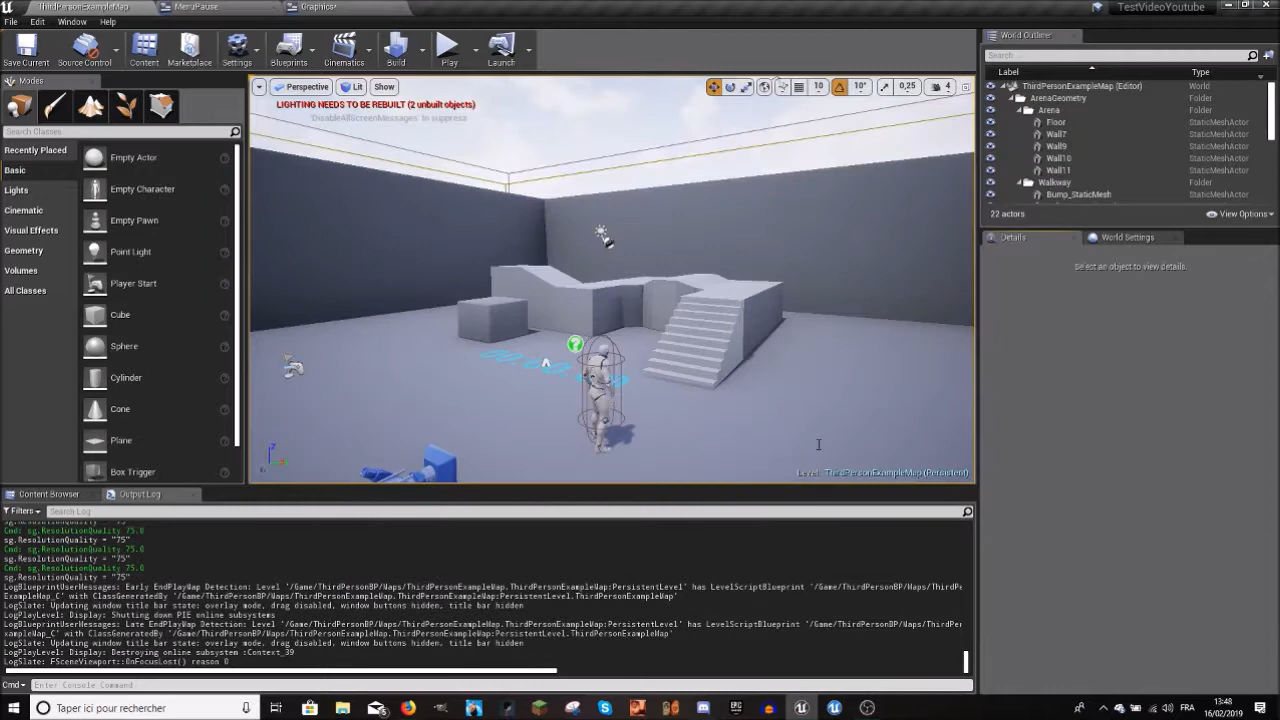 ThirdPersonExampleMap
MenuPause
Graphics*
TestVideoYoutube
File Edit Window Help
Save Current
Source Control
Content
Marketplace
Settings
Blueprints
Cinematics
Build
Play
Launch
Modes
Search Classes
Recently Placed
Basic
Lights
Cinematic
Visual Effects
Geometry
Volumes
All Classes
Empty Actor
Empty Character
Empty Pawn
Point Light
Player Start
Cube
Sphere
Cylinder
Cone
Plane
Box Trigger
Perspective Lit Show
10 10° 0,25 4
LIGHTING NEEDS TO BE REBUILT (2 unbuilt objects)
'DisableAllScreenMessages' to suppress
Level: ThirdPersonExampleMap (Persistent)
World Outliner
Search
Label Type
ThirdPersonExampleMap (Editor) World
ArenaGeometry Folder
Arena Folder
Floor StaticMeshActor
Wall7 StaticMeshActor
Wall9 StaticMeshActor
Wall10 StaticMeshActor
Wall11 StaticMeshActor
Walkway Folder
Bump_StaticMesh StaticMeshActor
22 actors
View Options
Details World Settings
Select an object to view details.
Content Browser Output Log
Filters Search Log
sg.ResolutionQuality = "75"
Cmd: sg.ResolutionQuality 75.0
sg.ResolutionQuality = "75"
Cmd: sg.ResolutionQuality 75.0
sg.ResolutionQuality = "75"
Cmd: sg.ResolutionQuality 75.0
sg.ResolutionQuality = "75"
LogBlueprintUserMessages: Early EndPlayMap Detection: Level '/Game/ThirdPersonBP/Maps/ThirdPersonExampleMap.ThirdPersonExampleMap:PersistentLevel' has LevelScriptBlueprint '/Game/ThirdPersonBP/Maps/ThirdP
ExampleMap_C' with ClassGeneratedBy '/Game/ThirdPersonBP/Maps/ThirdPersonExampleMap.ThirdPersonExampleMap:PersistentLevel.ThirdPersonExampleMap'
LogSlate: Updating window title bar state: overlay mode, drag disabled, window buttons hidden, title bar hidden
LogPlayLevel: Display: Shutting down PIE online subsystems
LogBlueprintUserMessages: Late EndPlayMap Detection: Level '/Game/ThirdPersonBP/Maps/ThirdPersonExampleMap.ThirdPersonExampleMap:PersistentLevel' has LevelScriptBlueprint '/Game/ThirdPersonBP/Maps/ThirdPe
xampleMap_C' with ClassGeneratedBy '/Game/ThirdPersonBP/Maps/ThirdPersonExampleMap.ThirdPersonExampleMap:PersistentLevel.ThirdPersonExampleMap'
LogSlate: Updating window title bar state: overlay mode, drag disabled, window buttons hidden, title bar hidden
LogPlayLevel: Display: Destroying online subsystem :Context_39
LogSlate: FSceneViewport::OnFocusLost() reason 0
Cmd Enter Console Command
Taper ici pour rechercher
FRA
13:48
16/02/2019